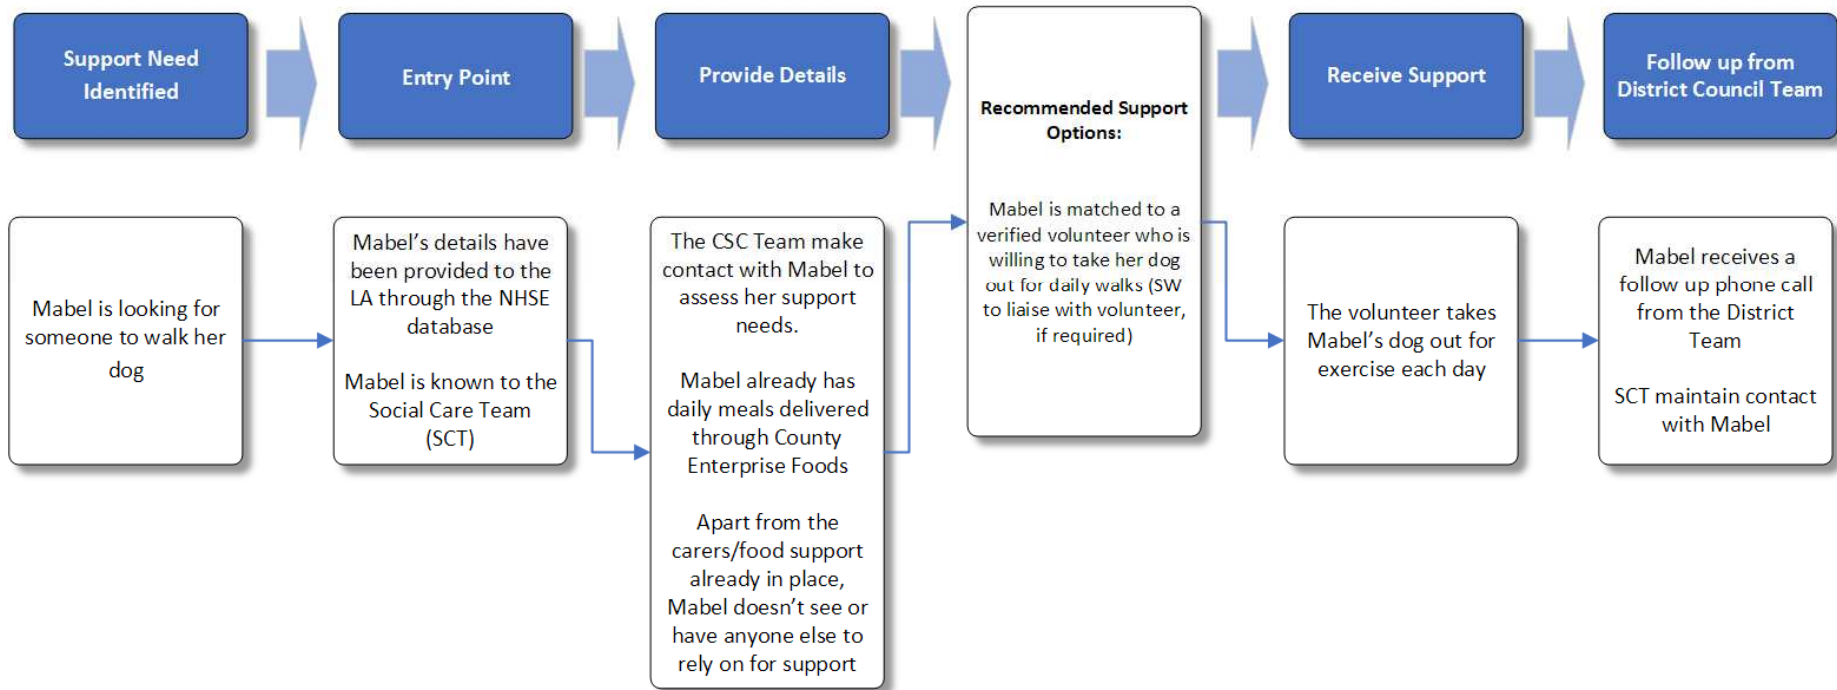 Support Need
Identified
Entry Point
Provide Details
Recommended Support
Options:
Mabel is matched to a
verified volunteer who is
willing to take her dog
out for daily walks (SW
to liaise with volunteer,
if required)
Receive Support
Follow up from
District Council Team
Mabel is looking for
someone to walk her
dog
Mabel's details have
been provided to the
LA through the NHSE
database
Mabel is known to the
Social Care Team
(SCT)
The CSC Team make
contact with Mabel to
assess her support
needs.
Mabel already has
daily meals delivered
through County
Enterprise Foods
Apart from the
carers/food support
already in place,
Mabel doesn't see or
have anyone else to
rely on for support
The volunteer takes
Mabel's dog out for
exercise each day
Mabel receives a
follow up phone call
from the District
Team
SCT maintain contact
with Mabel